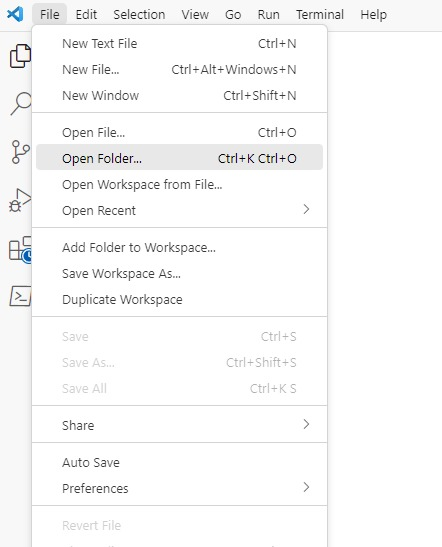 File Edit Selection View Go Run Terminal Help
New Text File Ctrl+N
New File... Ctrl+Alt+Windows+N
New Window Ctrl+Shift+N
Open File... Ctrl+O
Open Folder... Ctrl+K Ctrl+O
Open Workspace from File...
Open Recent
Add Folder to Workspace...
Save Workspace As...
Duplicate Workspace
Save Ctrl+S
Save As... Ctrl+Shift+S
Save All Ctrl+K S
Share
Auto Save
Preferences
Revert File